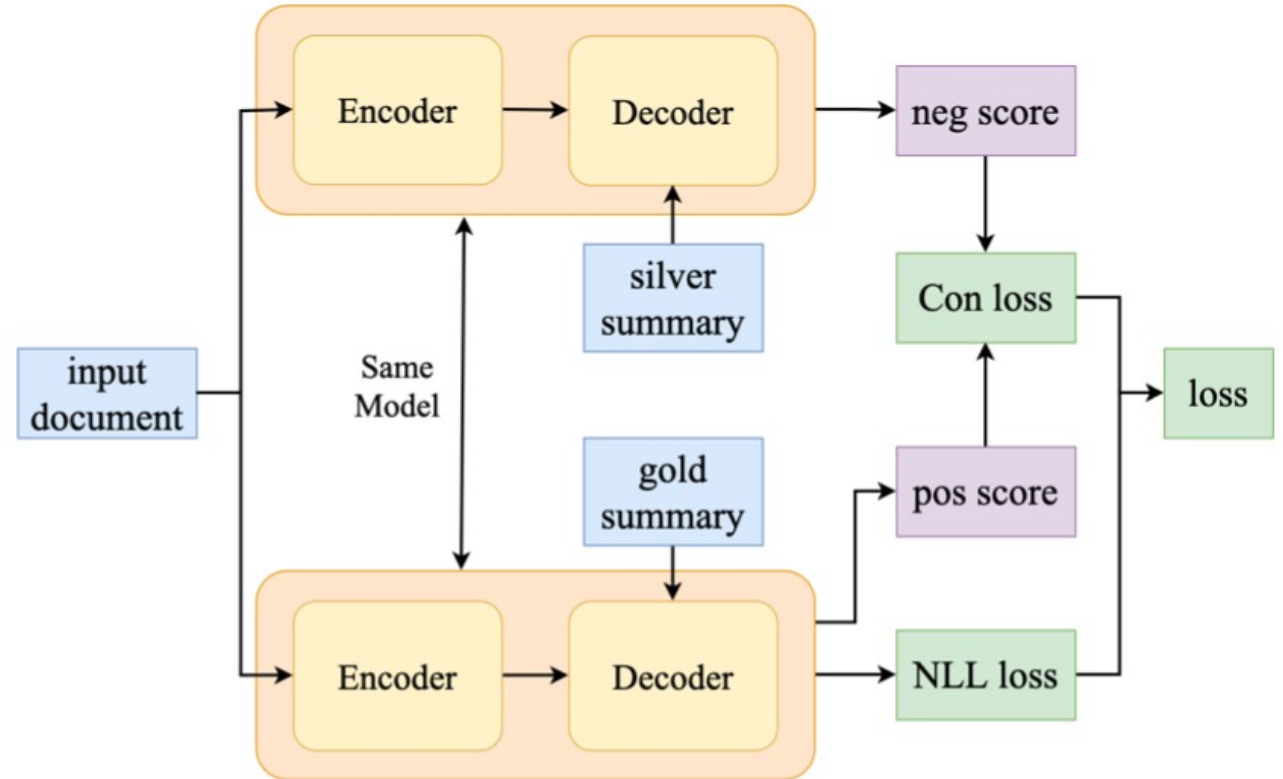 Encoder
Decoder
neg score
silver
summary
Con loss
input
document
Same
Model
loss
gold
summary
pos score
Encoder
Decoder
NLL loss